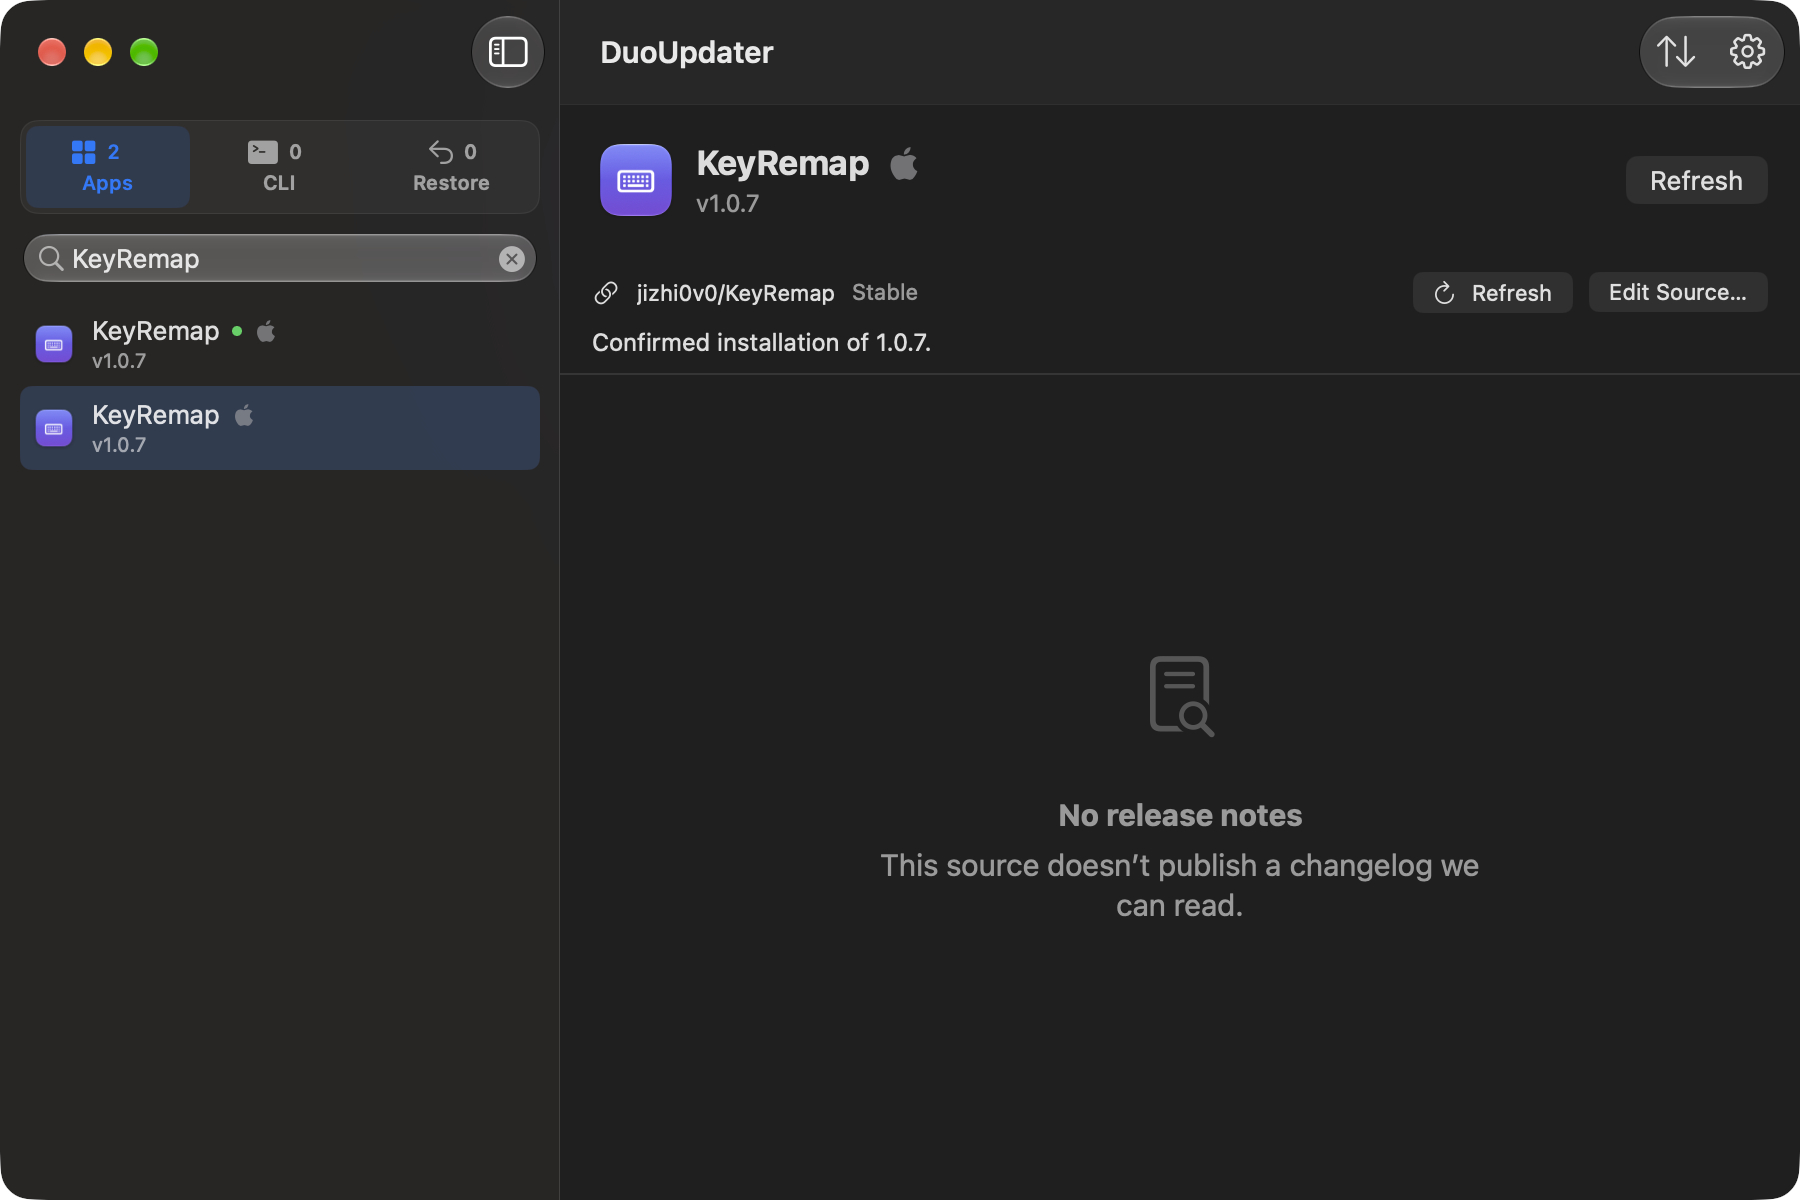 DuoUpdater
2
Apps
0
CLI
0
Restore
KeyRemap
KeyRemap
v1.0.7
KeyRemap
v1.0.7
KeyRemap
v1.0.7
Refresh
jizhi0v0/KeyRemap Stable
Refresh
Edit Source...
Confirmed installation of 1.0.7.
No release notes
This source doesn’t publish a changelog we
can read.